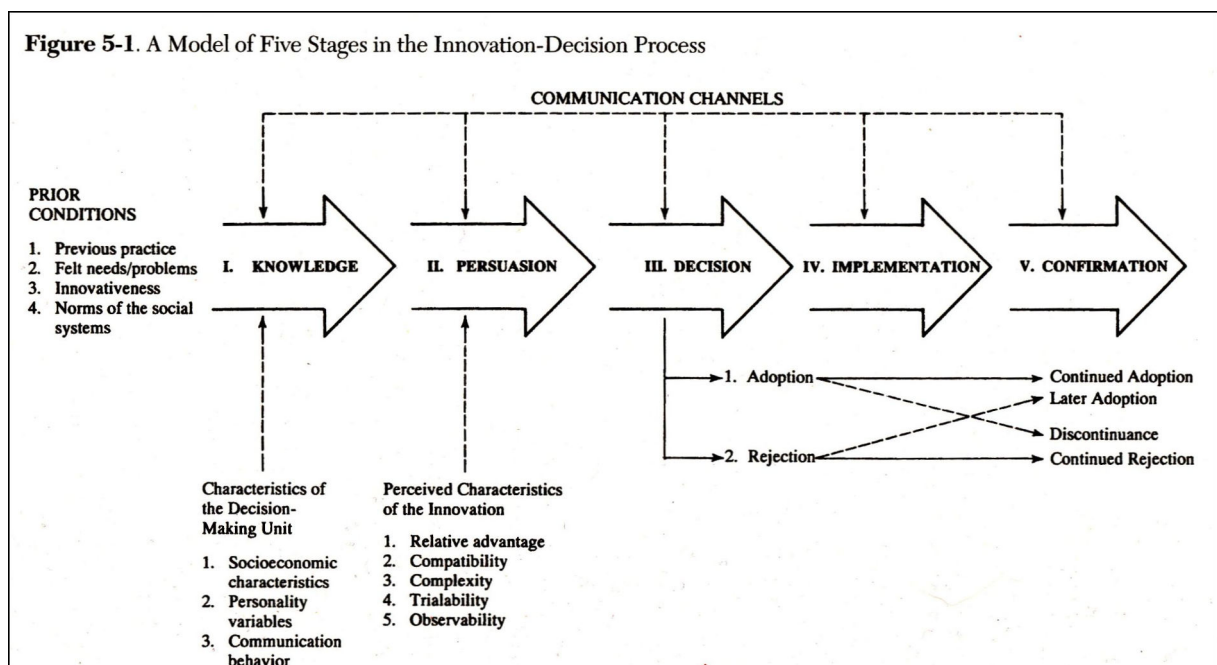 Figure 5-1. A Model of Five Stages in the Innovation-Decision Process
COMMUNICATION CHANNELS
PRIOR
CONDITIONS
1. Previous practice
2. Felt needs/problems
3. Innovativeness
4. Norms of the social
systems
I. KNOWLEDGE
II. PERSUASION
III. DECISION
IV. IMPLEMENTATION
V. CONFIRMATION
1. Adoption
2. Rejection
Continued Adoption
Later Adoption
Discontinuance
Continued Rejection
Characteristics of
the Decision-
Making Unit
1. Socioeconomic
characteristics
2. Personality
variables
3. Communication
behavior
Perceived Characteristics
of the Innovation
1. Relative advantage
2. Compatibility
3. Complexity
4. Trialability
5. Observability